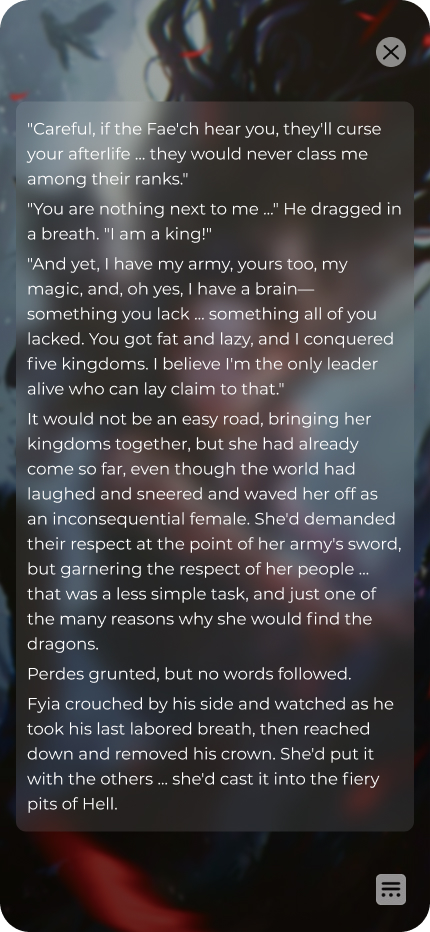 "Careful, if the Fae'ch hear you, they'll curse
your afterlife ... they would never class me
among their ranks."
"You are nothing next to me ..." He dragged in
a breath. "I am a king!"
"And yet, I have my army, yours too, my
magic, and, oh yes, I have a brain—
something you lack ... something all of you
lacked. You got fat and lazy, and I conquered
five kingdoms. I believe I'm the only leader
alive who can lay claim to that."
It would not be an easy road, bringing her
kingdoms together, but she had already
come so far, even though the world had
laughed and sneered and waved her off as
an inconsequential female. She'd demanded
their respect at the point of her army's sword,
but garnering the respect of her people ...
that was a less simple task, and just one of
the many reasons why she would find the
dragons.
Perdes grunted, but no words followed.
Fyia crouched by his side and watched as he
took his last labored breath, then reached
down and removed his crown. She'd put it
with the others ... she'd cast it into the fiery
pits of Hell.